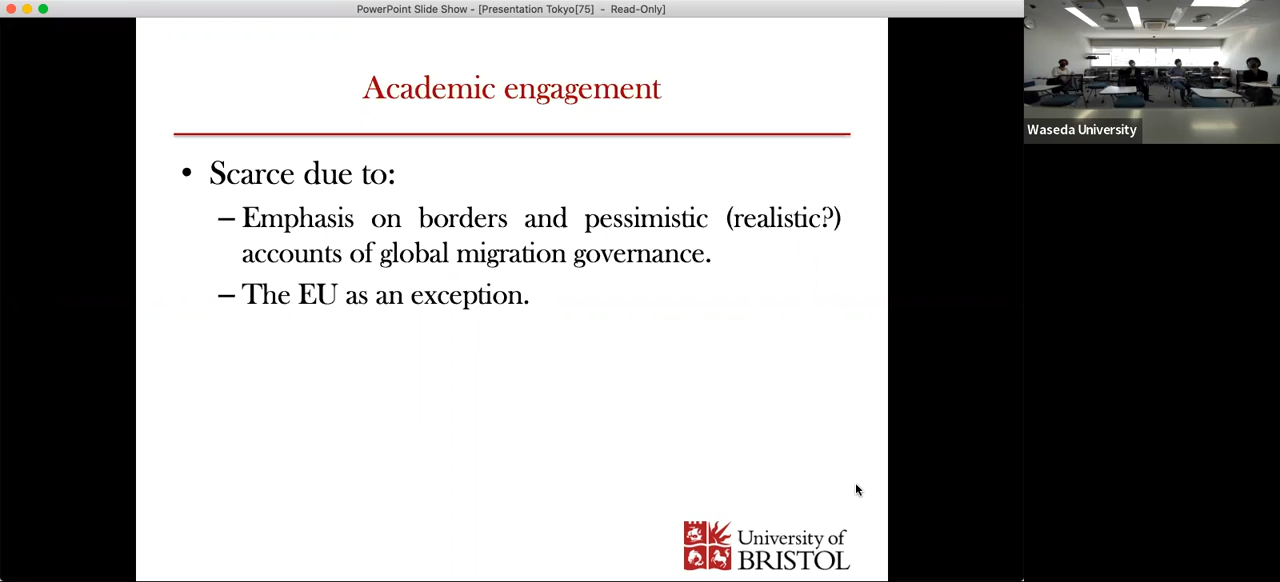 PowerPoint Slide Show - [Presentation Tokyo[75] - Read-Only]
Academic engagement
• Scarce due to:
– Emphasis on borders and pessimistic (realistic?)
accounts of global migration governance.
– The EU as an exception.
University of
BRISTOL
Waseda University